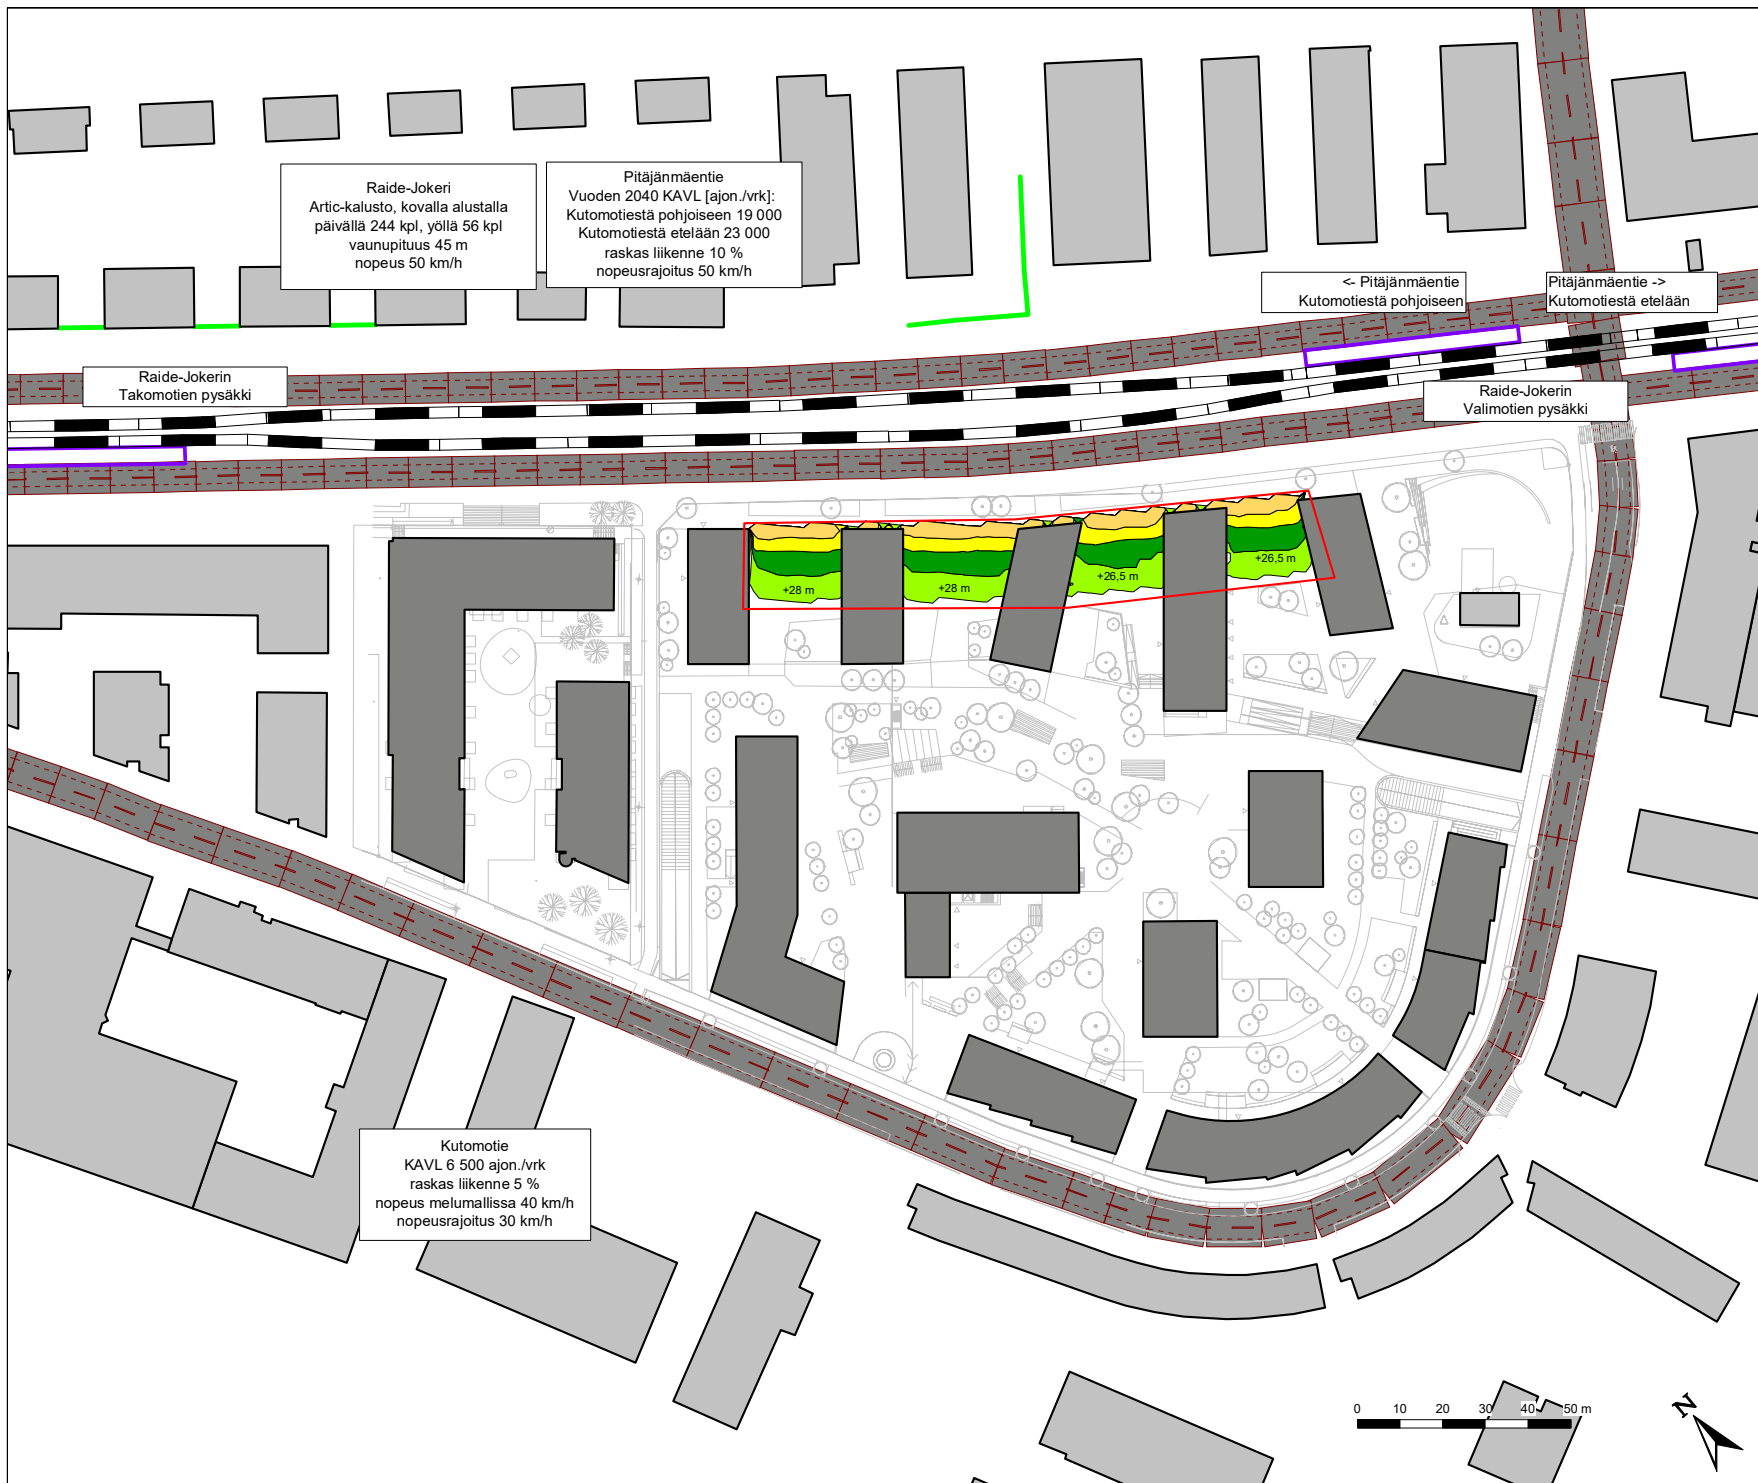 Raide-Jokeri
Artic-kalusto, kovalla alustalla
päivällä 244 kpl, yöllä 56 kpl
vaunupituus 45 m
nopeus 50 km/h
Pitäjänmäentie
Vuoden 2040 KAVL [ajon./vrk]:
Kutomotiestä pohjoiseen 19 000
Kutomotiestä etelään 23 000
raskas liikenne 10 %
nopeusrajoitus 50 km/h
<- Pitäjänmäentie
Kutomotiestä pohjoiseen
Pitäjänmäentie ->
Kutomotiestä etelään
Raide-Jokerin
Takomotien pysäkki
Raide-Jokerin
Valimotien pysäkki
+28 m
+28 m
+26,5 m
+26,5 m
Kutomotie
KAVL 6 500 ajon./vrk
raskas liikenne 5 %
nopeus melumallissa 40 km/h
nopeusrajoitus 30 km/h
0 10 20 30 40 50 m
N